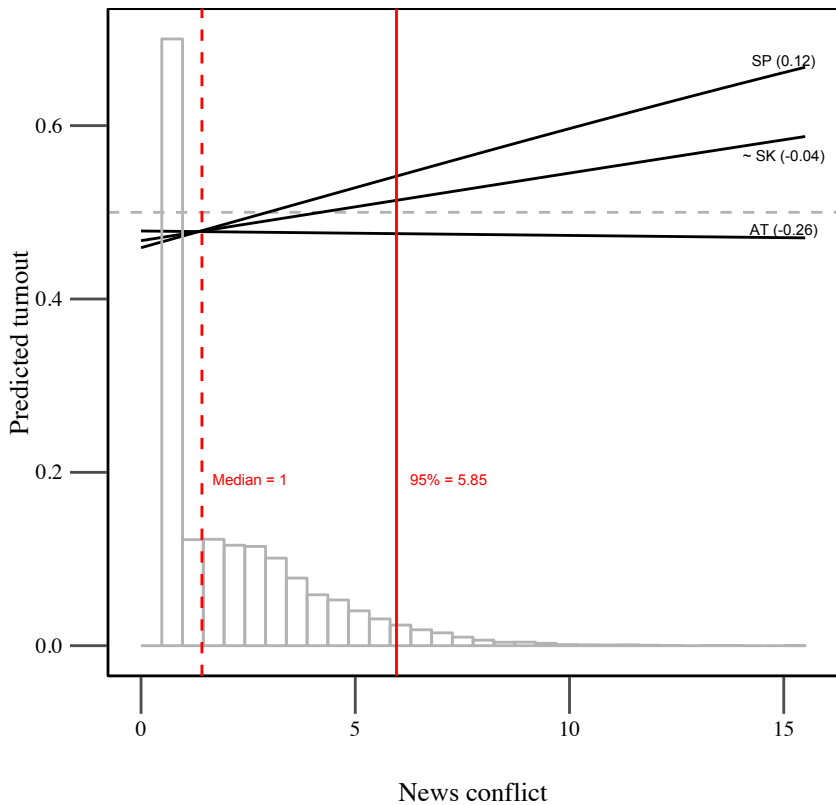 SP (0.12)
0.6
~ SK (-0.04)
AT (-0.26)
0.4
Predicted turnout
0.2
Median = 1
95% = 5.85
0.0
0
5
10
15
News conflict